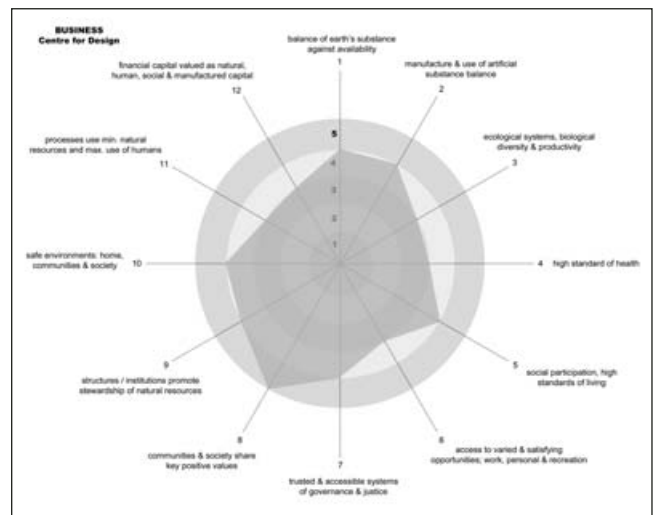 BUSINESS
Centre for Design
balance of earth's substance
against availability
1
manufacture & use of artificial
substance balance
2
ecological systems, biological
diversity & productivity
3
4 high standard of health
5
social participation, high
standards of living
6
access to varied & satisfying
opportunities; work, personal & recreation
7
trusted & accessible systems
of governance & justice
8
communities & society share
key positive values
9
structures / institutions promote
stewardship of natural resources
safe environments: home,
communities & society
10
processes use min. natural
resources and max. use of humans
11
financial capital valued as natural,
human, social & manufactured capital
12
5
4
3
2
1